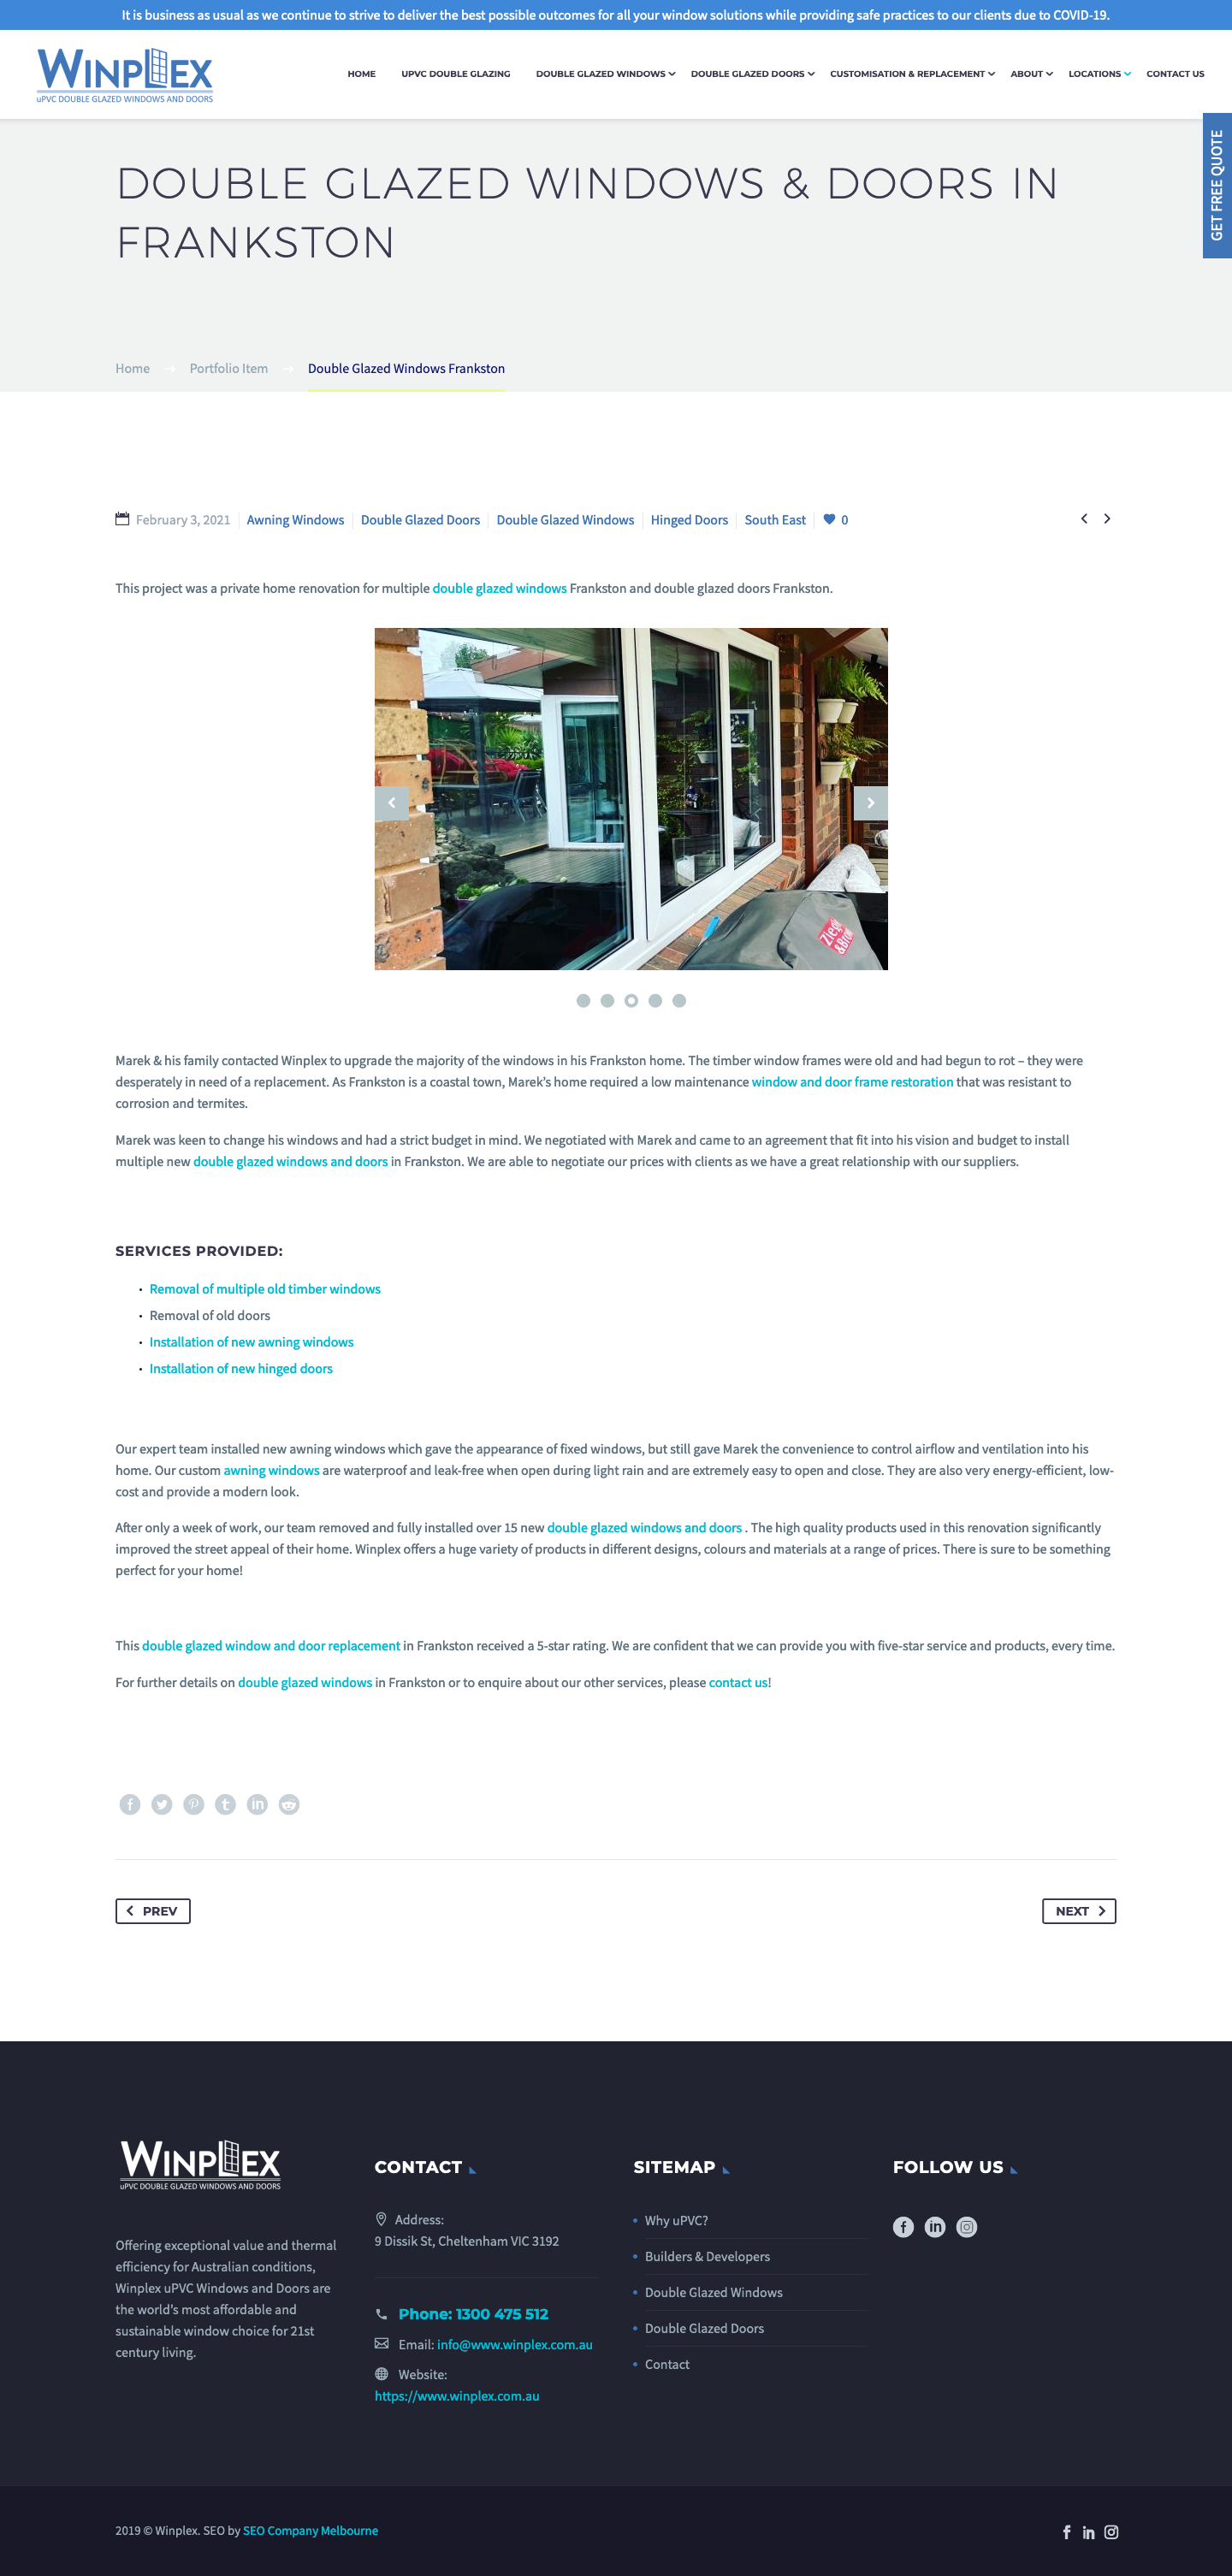 It is business as usual as we continue to strive to deliver the best possible outcomes for all your window solutions while providing safe practices to our clients due to COVID-19.
WINPLEX
uPVC DOUBLE GLAZED WINDOWS AND DOORS
HOME UPVC DOUBLE GLAZING DOUBLE GLAZED WINDOWS DOUBLE GLAZED DOORS CUSTOMISATION & REPLACEMENT ABOUT LOCATIONS CONTACT US
GET FREE QUOTE
DOUBLE GLAZED WINDOWS & DOORS IN
FRANKSTON
Home Portfolio Item Double Glazed Windows Frankston
February 3, 2021 Awning Windows Double Glazed Doors Double Glazed Windows Hinged Doors South East 0
This project was a private home renovation for multiple double glazed windows Frankston and double glazed doors Frankston.
Marek & his family contacted Winplex to upgrade the majority of the windows in his Frankston home. The timber window frames were old and had begun to rot – they were
desperately in need of a replacement. As Frankston is a coastal town, Marek’s home required a low maintenance window and door frame restoration that was resistant to
corrosion and termites.
Marek was keen to change his windows and had a strict budget in mind. We negotiated with Marek and came to an agreement that fit into his vision and budget to install
multiple new double glazed windows and doors in Frankston. We are able to negotiate our prices with clients as we have a great relationship with our suppliers.
SERVICES PROVIDED:
Removal of multiple old timber windows
Removal of old doors
Installation of new awning windows
Installation of new hinged doors
Our expert team installed new awning windows which gave the appearance of fixed windows, but still gave Marek the convenience to control airflow and ventilation into his
home. Our custom awning windows are waterproof and leak-free when open during light rain and are extremely easy to open and close. They are also very energy-efficient, low-
cost and provide a modern look.
After only a week of work, our team removed and fully installed over 15 new double glazed windows and doors . The high quality products used in this renovation significantly
improved the street appeal of their home. Winplex offers a huge variety of products in different designs, colours and materials at a range of prices. There is sure to be something
perfect for your home!
This double glazed window and door replacement in Frankston received a 5-star rating. We are confident that we can provide you with five-star service and products, every time.
For further details on double glazed windows in Frankston or to enquire about our other services, please contact us!
PREV
NEXT
WINPLEX
uPVC DOUBLE GLAZED WINDOWS AND DOORS
Offering exceptional value and thermal
efficiency for Australian conditions,
Winplex uPVC Windows and Doors are
the world’s most affordable and
sustainable window choice for 21st
century living.
CONTACT
Address:
9 Dissik St, Cheltenham VIC 3192
Phone: 1300 475 512
Email: info@www.winplex.com.au
Website:
https://www.winplex.com.au
SITEMAP
Why uPVC?
Builders & Developers
Double Glazed Windows
Double Glazed Doors
Contact
FOLLOW US
2019 © Winplex. SEO by SEO Company Melbourne